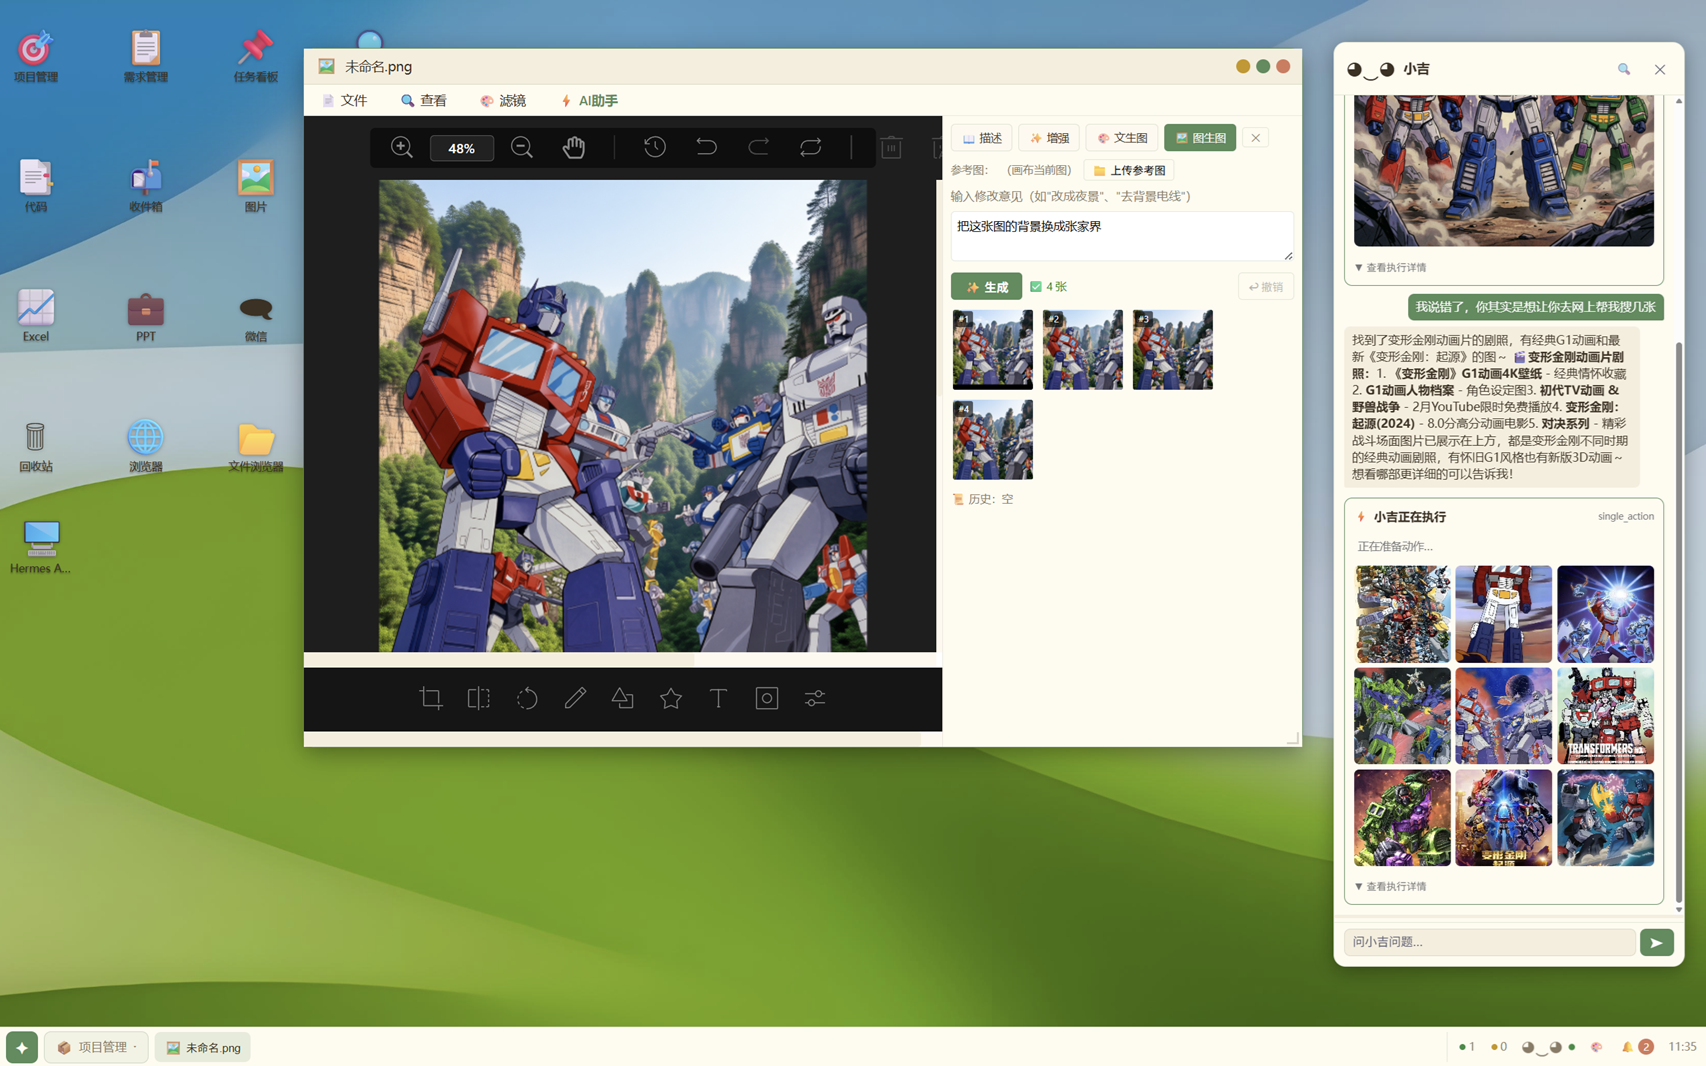 项目管理
需求管理
任务看板
代码
收件箱
图片
Excel
PPT
微信
回收站
浏览器
文件浏览器
Hermes A...
未命名.png
文件
查看
滤镜
AI助手
48%
描述
增强
文生图
图生图
参考图：
(画布当前图)
上传参考图
输入修改意见（如"改成夜景"、"去背景电线"）
把这张图的背景换成张家界
生成
4 张
撤销
#1
#2
#3
#4
历史：空
小吉
▼ 查看执行详情
我说错了，你其实是想让你去网上帮我搜几张
找到了变形金刚动画片的剧照，有经典G1动画和最
新《变形金刚：起源》的图～ 变形金刚动画片剧
照：1. 《变形金刚》G1动画4K壁纸 - 经典情怀收藏
2. G1动画人物档案 - 角色设定图3. 初代TV动画 &
野兽战争 - 2月YouTube限时免费播放4. 变形金刚：
起源(2024) - 8.0分高分动画电影5. 对决系列 - 精彩
战斗场面图片已展示在上方，都是变形金刚不同时期
的经典动画剧照，有怀旧G1风格也有新版3D动画～
想看哪部更详细的可以告诉我！
小吉正在执行
single_action
正在准备动作...
TRANSFORMERS
变形金刚
起源
▼ 查看执行详情
问小吉问题...
项目管理 ·
未命名.png
1
0
2
11:35